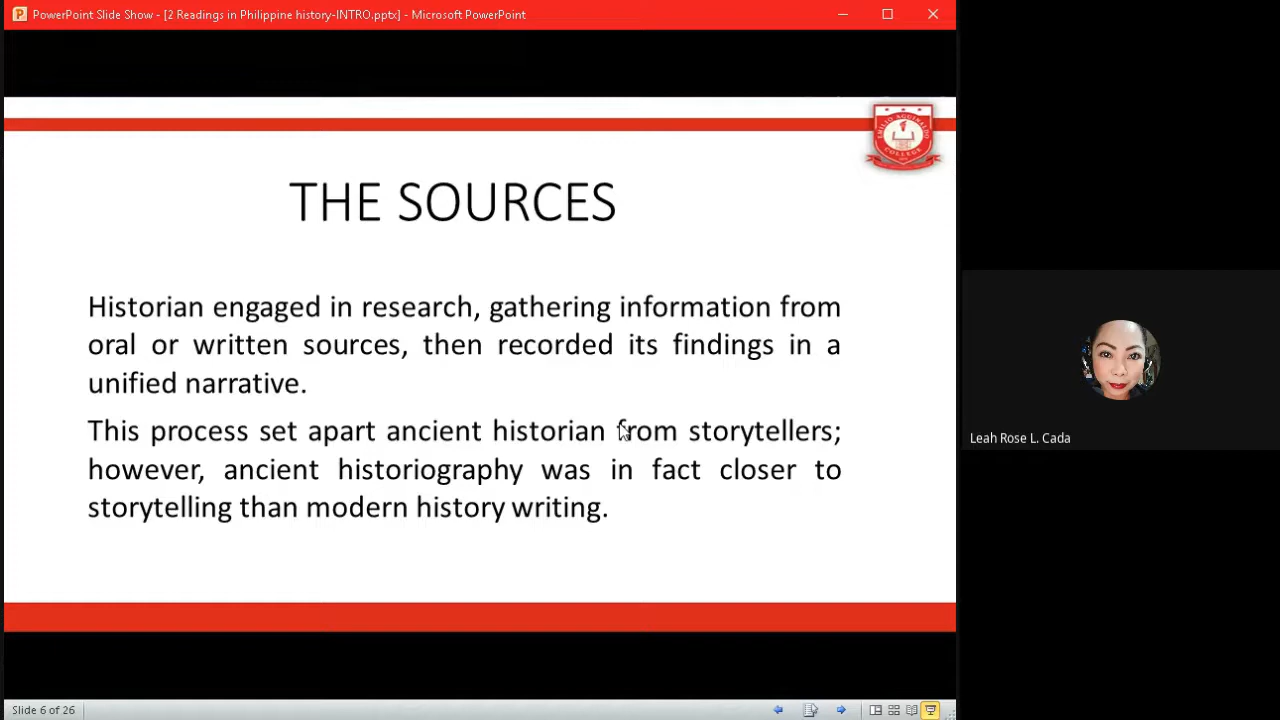 PowerPoint Slide Show - [2 Readings in Philippine history-INTRO.pptx] - Microsoft PowerPoint
EMILIO AGUINALDO
COLLEGE
THE SOURCES
Historian engaged in research, gathering information from
oral or written sources, then recorded its findings in a
unified narrative.
This process set apart ancient historian from storytellers;
however, ancient historiography was in fact closer to
storytelling than modern history writing.
Leah Rose L. Cada
Slide 6 of 26